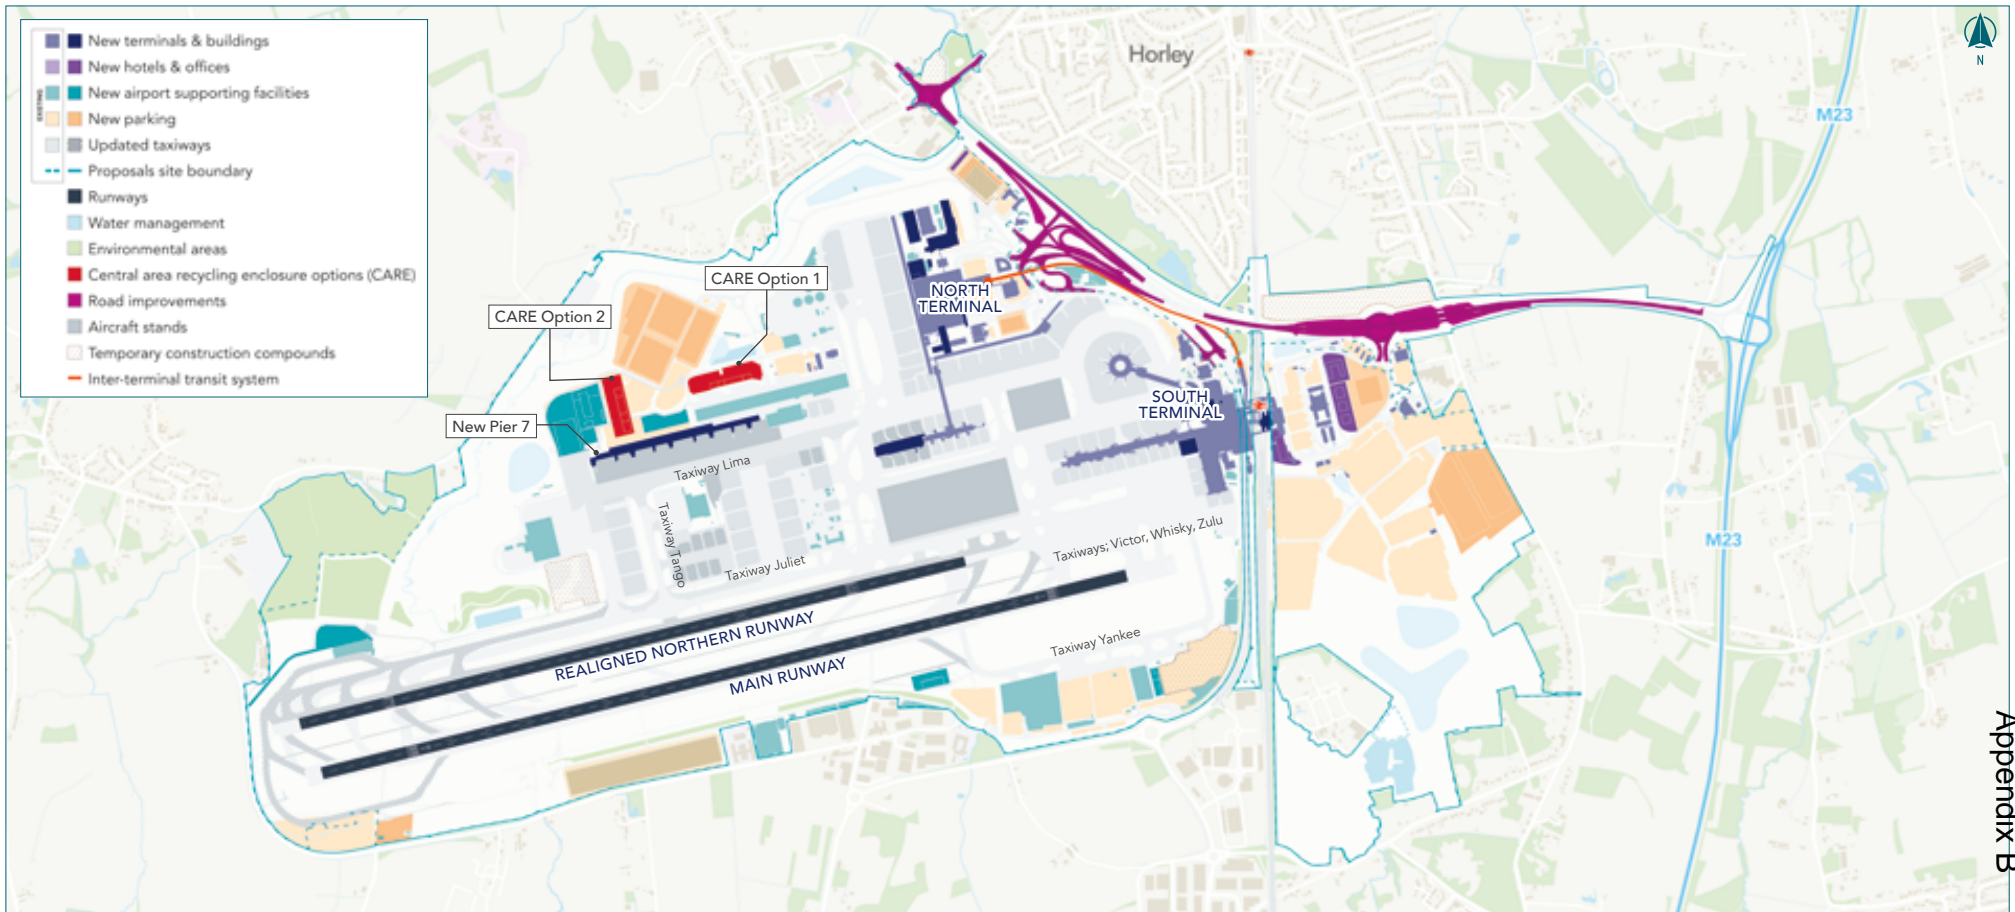 EXISTING
New terminals & buildings
New hotels & offices
New airport supporting facilities
New parking
Updated taxiways
Proposals site boundary
Runways
Water management
Environmental areas
Central area recycling enclosure options (CARE)
Road improvements
Aircraft stands
Temporary construction compounds
Inter-terminal transit system
Horley
N
M23
CARE Option 1
CARE Option 2
NORTH
TERMINAL
SOUTH
TERMINAL
New Pier 7
Taxiway Lima
Taxiway Tango
Taxiway Juliet
Taxiways; Victor, Whisky, Zulu
M23
REALIGNED NORTHERN RUNWAY
MAIN RUNWAY
Taxiway Yankee
Appendix B